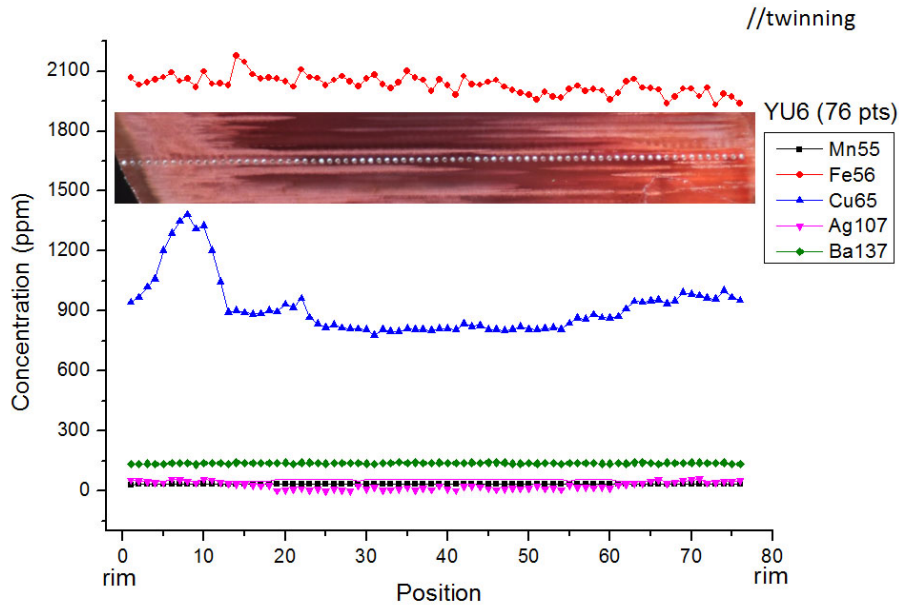 //twinning
2100
1800
1500
1200
900
600
300
0
Concentration (ppm)
YU6 (76 pts)
Mn55
Fe56
Cu65
Ag107
Ba137
0 10 20 30 40 50 60 70 80
rim rim
Position